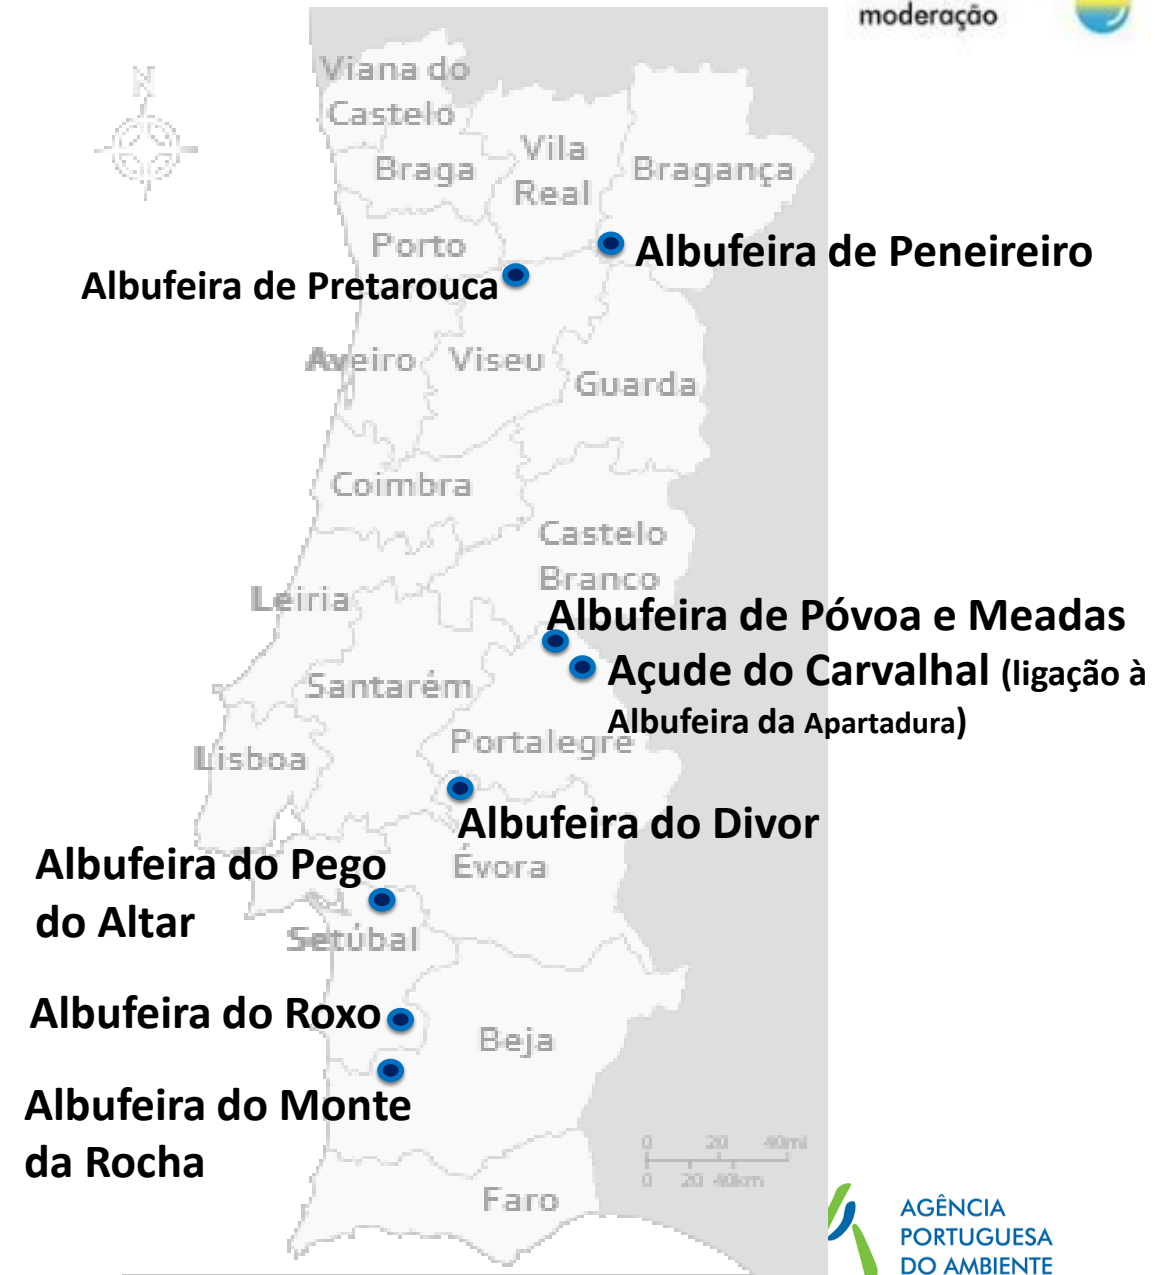 moderação
N
Viana do
Castelo
Braga
Vila
Real
Bragança
Porto
Albufeira de Peneireiro
Albufeira de Pretarouca
Aveiro
Viseu
Guarda
Coimbra
Castelo
Branco
Leiria
Albufeira de Póvoa e Meadas
Açude do Carvalhal (ligação à
Albufeira da Apartadura)
Santarém
Portalegre
Lisboa
Albufeira do Divor
Évora
Albufeira do Pego
do Altar
Setúbal
Albufeira do Roxo
Beja
Albufeira do Monte
da Rocha
0 20 40mi
0 20 40km
Faro
AGÊNCIA
PORTUGUESA
DO AMBIENTE